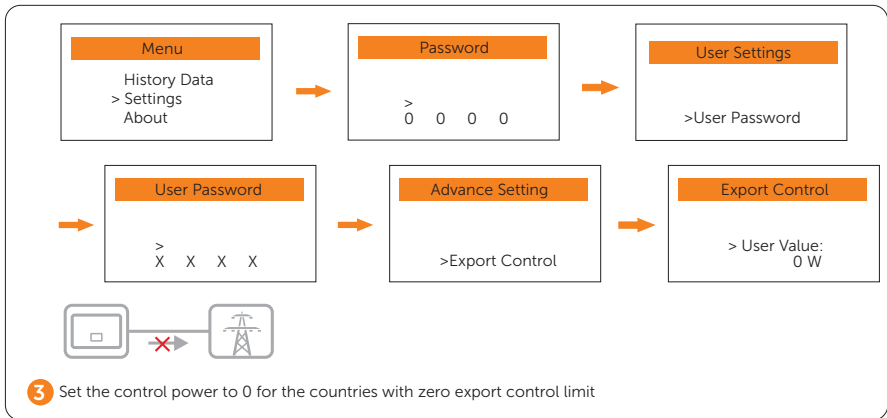 Menu
History Data
> Settings
About
Password
>
0 0 0 0
User Settings
>User Password
User Password
>
X X X X
Advance Setting
>Export Control
Export Control
> User Value:
0 W
3 Set the control power to 0 for the countries with zero export control limit